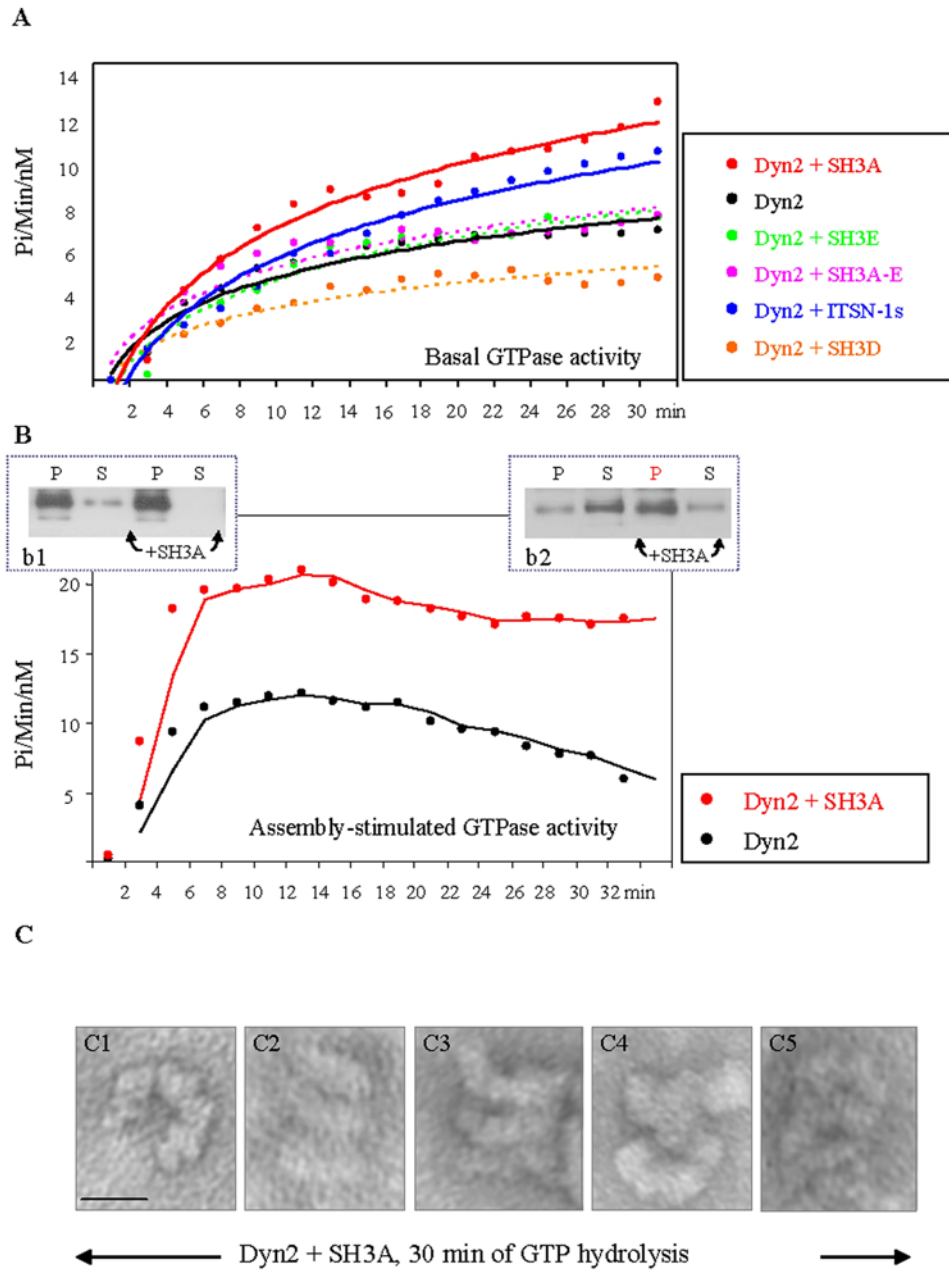 A
14
12
10
8
6
4
2
Pi/Min/nM
Basal GTPase activity
2 4 6 8 10 12 14 16 18 20 21 24 26 28 30 min
Dyn2 + SH3A
Dyn2
Dyn2 + SH3E
Dyn2 + SH3A-E
Dyn2 + ITSN-1s
Dyn2 + SH3D
B
P S P S
+SH3A
b1
P S P S
+SH3A
b2
20
15
10
5
Pi/Min/nM
Assembly-stimulated GTPase activity
2 4 6 8 10 12 14 16 18 20 22 24 26 28 30 32 min
Dyn2 + SH3A
Dyn2
C
C1 C2 C3 C4 C5
Dyn2 + SH3A, 30 min of GTP hydrolysis